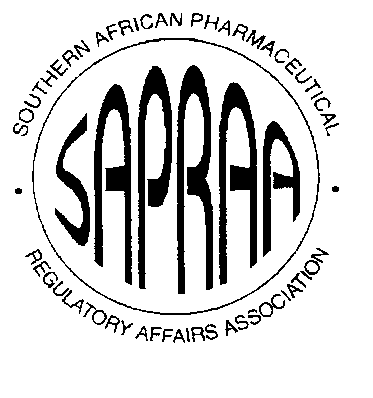 SOUTHERN AFRICAN PHARMACEUTICAL
SAPRAA
REGULATORY AFFAIRS ASSOCIATION